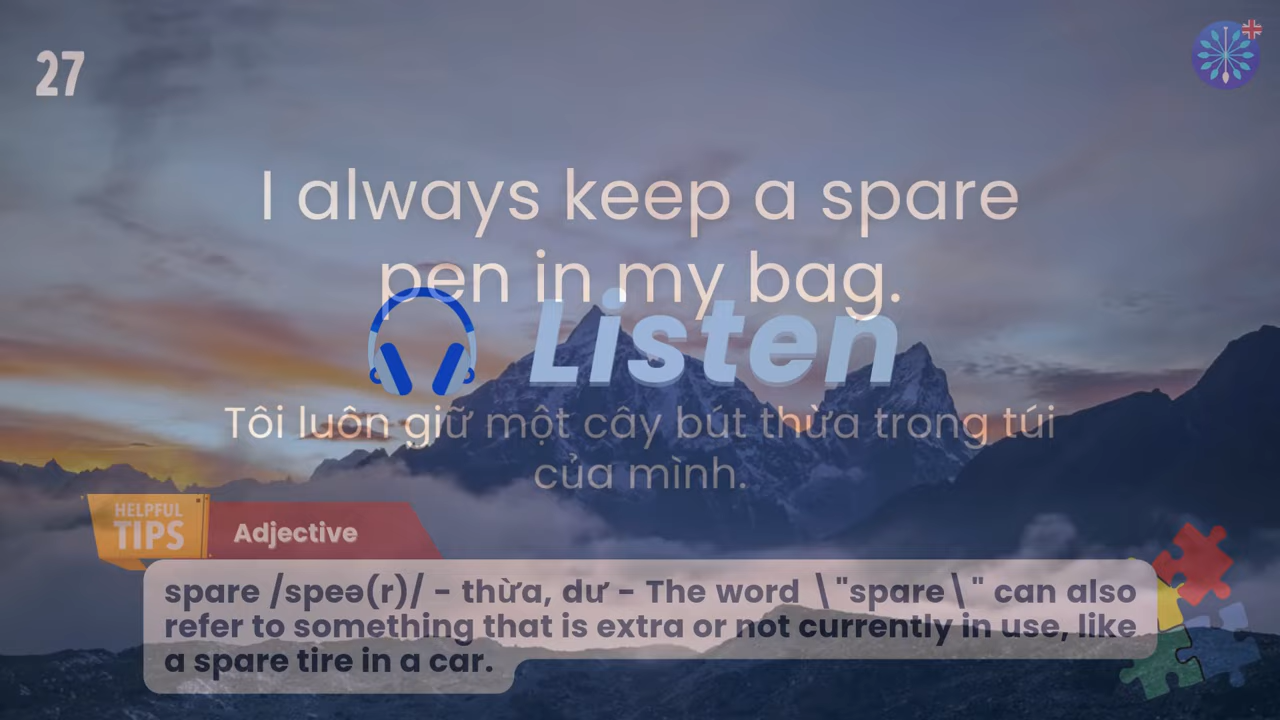 27
I always keep a spare
pen in my bag.
Listen
Tôi luôn giữ một cây bút thừa trong túi
của mình.
HELPFUL
TIPS
Adjective
spare /speə(r)/ - thừa, dư - The word \"spare\" can also
refer to something that is extra or not currently in use, like
a spare tire in a car.